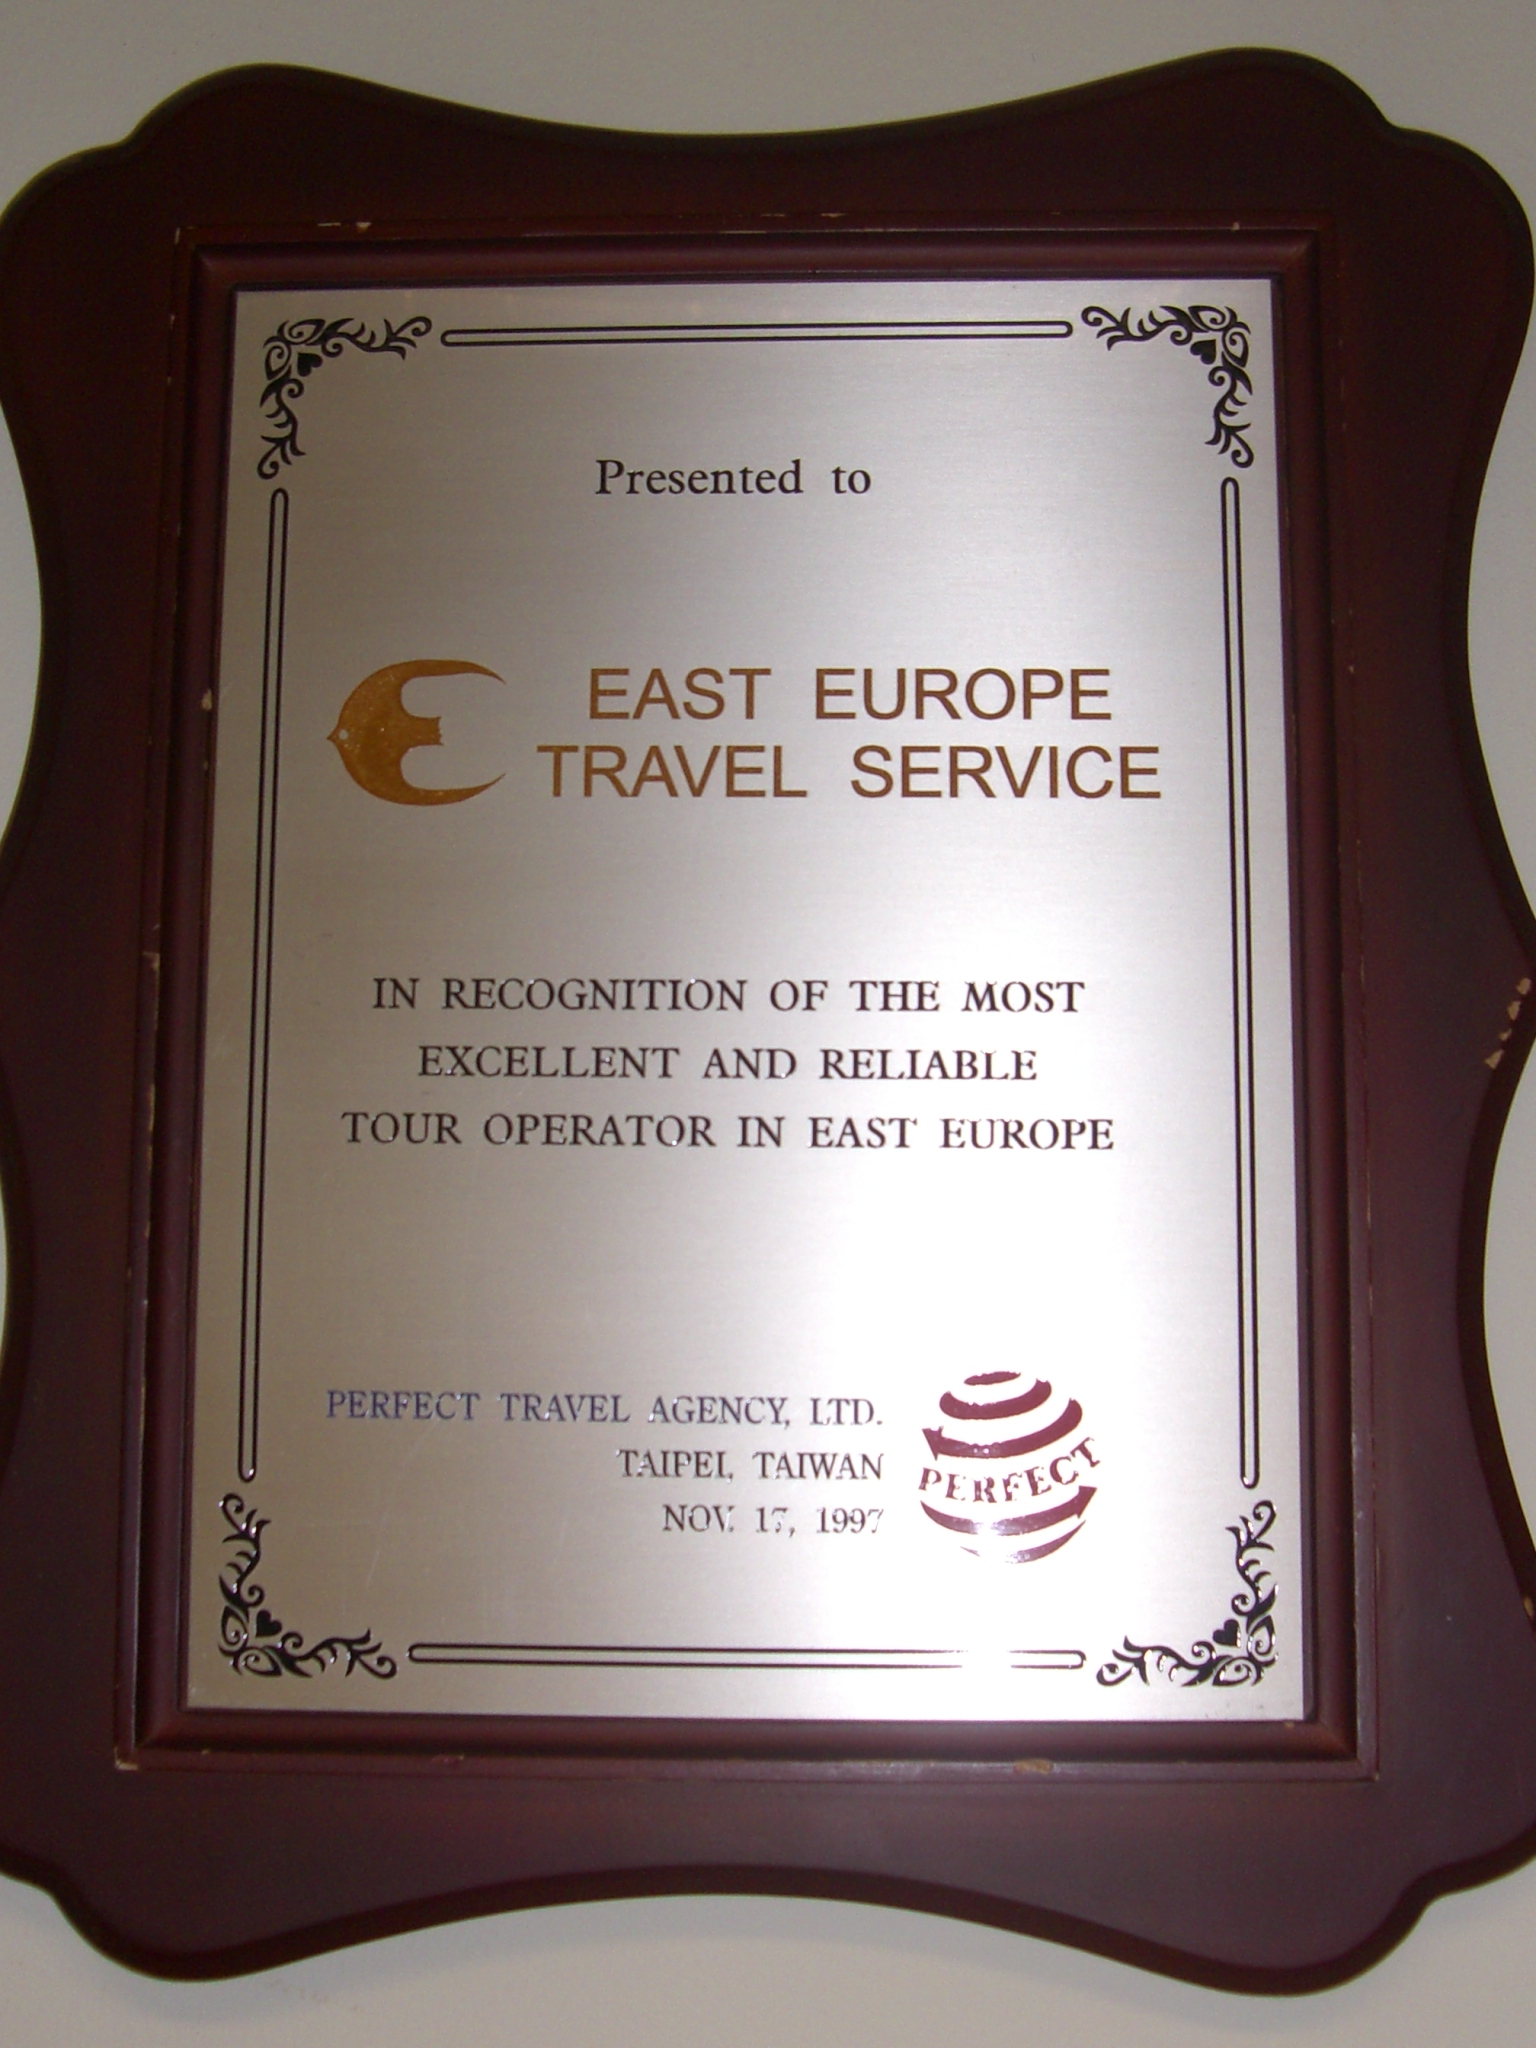 Presented to
EAST EUROPE
TRAVEL SERVICE
IN RECOGNITION OF THE MOST
EXCELLENT AND RELIABLE
TOUR OPERATOR IN EAST EUROPE
PERFECT TRAVEL AGENCY, LTD.
TAIPEI, TAIWAN
NOV. 17, 1997
PERFECT